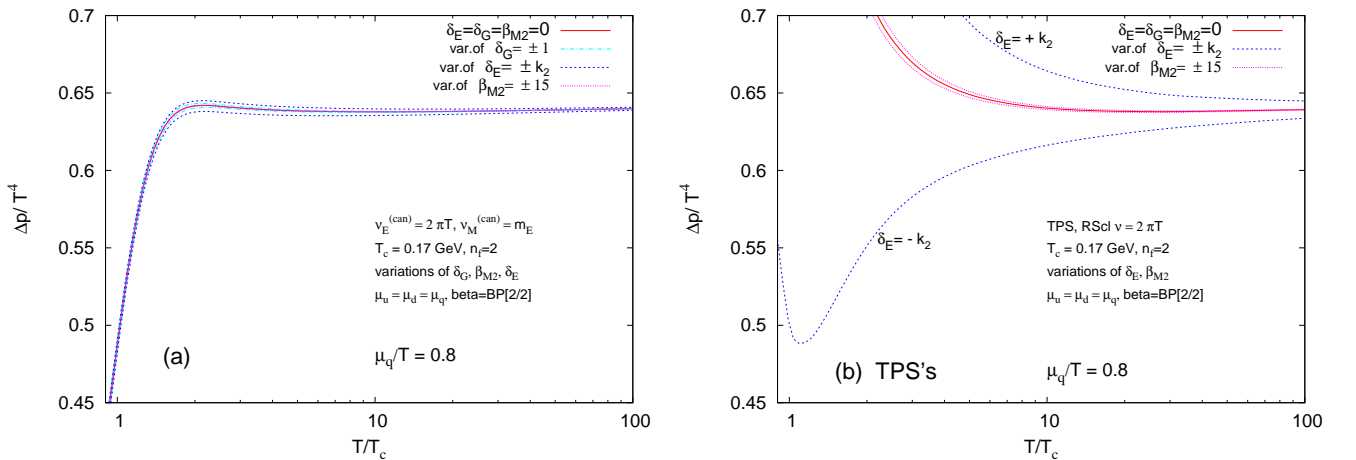 0.7
0.65
0.6
0.55
0.5
0.45
Δp/ T⁴
1
10
100
T/T_c
δ_E=δ_G=β_M2=0
var.of δ_G= ± 1
var.of δ_E= ± k_2
var.of β_M2= ± 15
ν_E^(can) = 2 πT, ν_M^(can) = m_E
T_c = 0.17 GeV, n_f=2
variations of δ_G, β_M2, δ_E
μ_u = μ_d = μ_q, beta=BP[2/2]
(a)
μ_q/T = 0.8
0.7
0.65
0.6
0.55
0.5
0.45
Δp/ T⁴
1
10
100
T/T_c
δ_E=δ_G=β_M2=0
var.of δ_E= ± k_2
var.of β_M2= ± 15
δ_E= + k_2
δ_E= - k_2
TPS, RScl ν = 2 πT
T_c = 0.17 GeV, n_f=2
variations of δ_E, β_M2
μ_u = μ_d = μ_q, beta=BP[2/2]
(b) TPS's
μ_q/T = 0.8